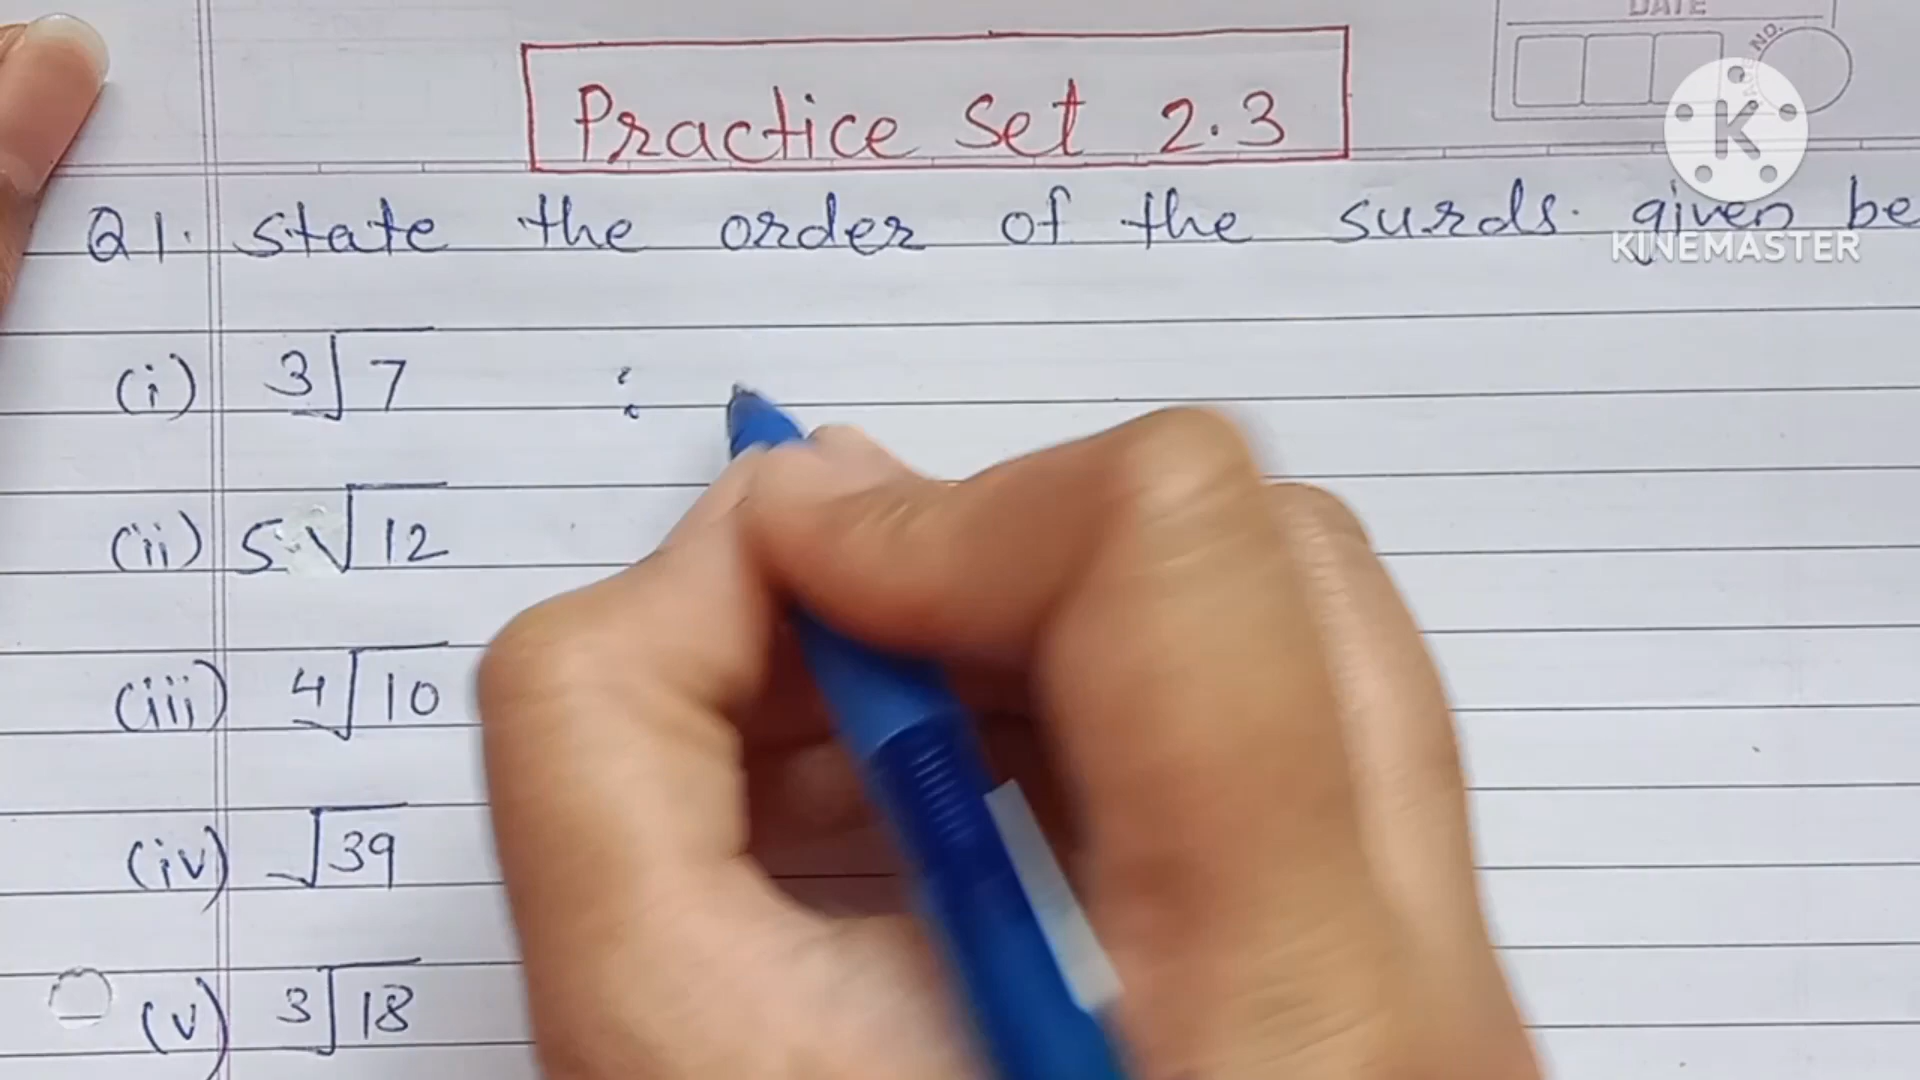 DATE
Practice Set 2.3
K
Q1. state the order of the surds. given be
KINEMASTER
(i) ³√7 :
(ii) 5√12
(iii) ⁴√10
(iv) √39
(v) ³√18